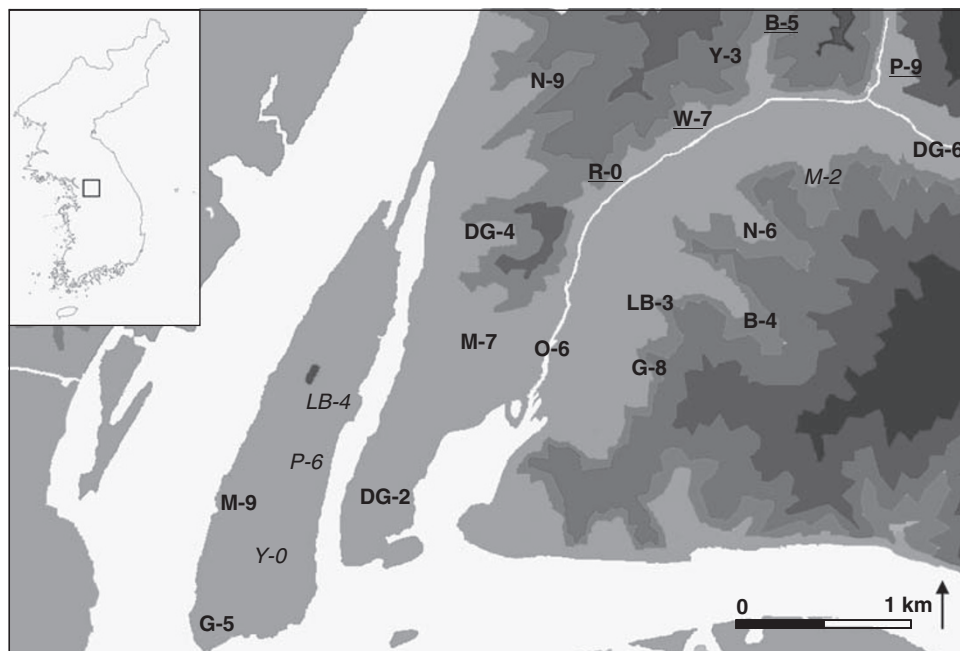 B-5
Y-3
P-9
N-9
W-7
DG-6
R-0
M-2
DG-4
N-6
LB-3
B-4
M-7
O-6
G-8
LB-4
P-6
M-9
DG-2
Y-0
0 1 km
G-5